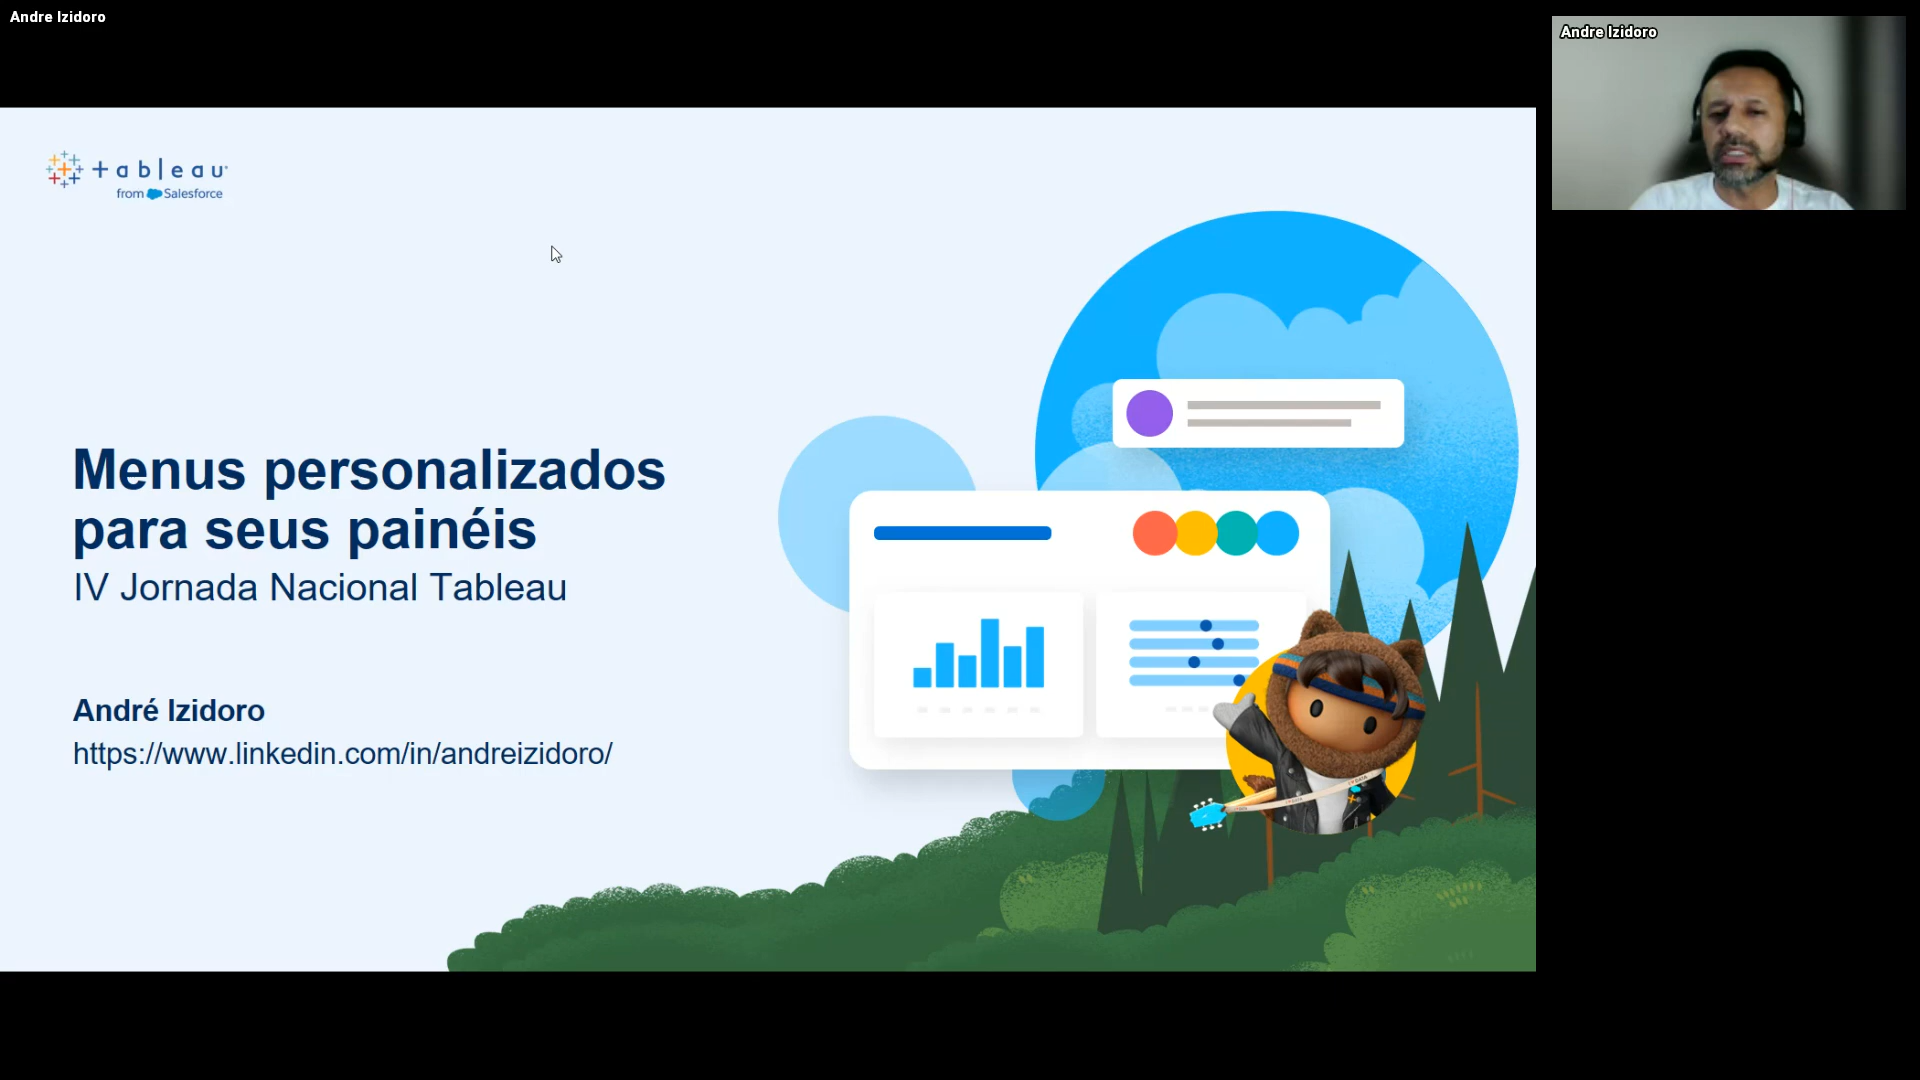 Andre Izidoro
Andre Izidoro
+ableau
from Salesforce
Menus personalizados
para seus painéis
IV Jornada Nacional Tableau
André Izidoro
https://www.linkedin.com/in/andreizidoro/